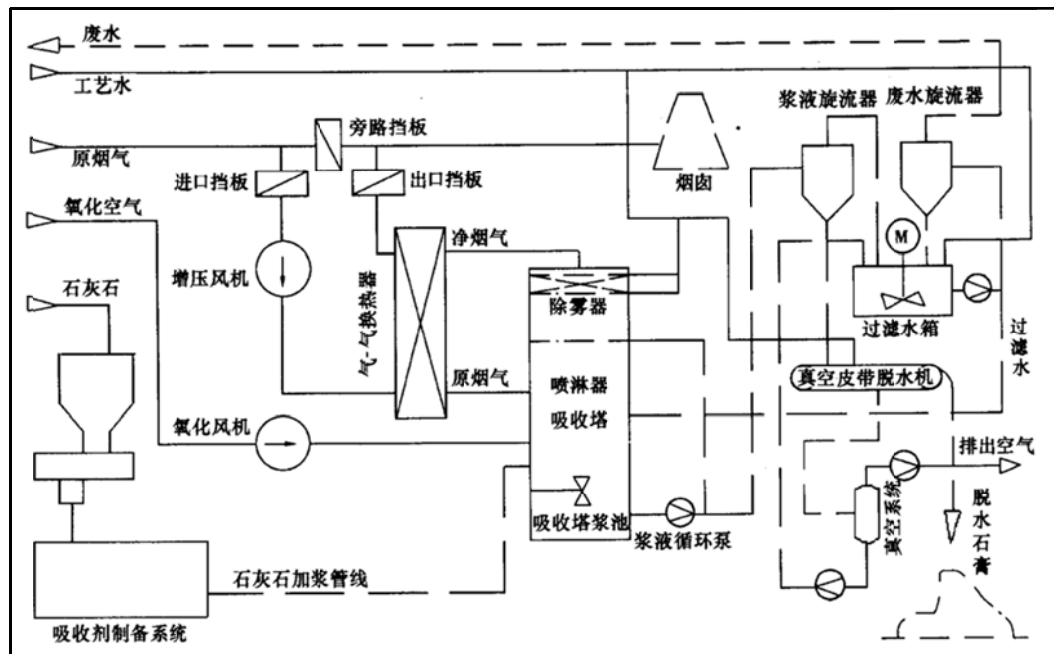 废水
工艺水
浆液旋流器
废水旋流器
旁路挡板
原烟气
烟囱
进口挡板
出口挡板
氧化空气
净烟气
M
增压风机
气-气换热器
石灰石
除雾器
过滤水箱
过滤水
原烟气
喷淋器
真空皮带脱水机
吸收塔
氧化风机
排出空气
真空系统
脱水石膏
吸收塔浆池
浆液循环泵
石灰石加浆管线
吸收剂制备系统